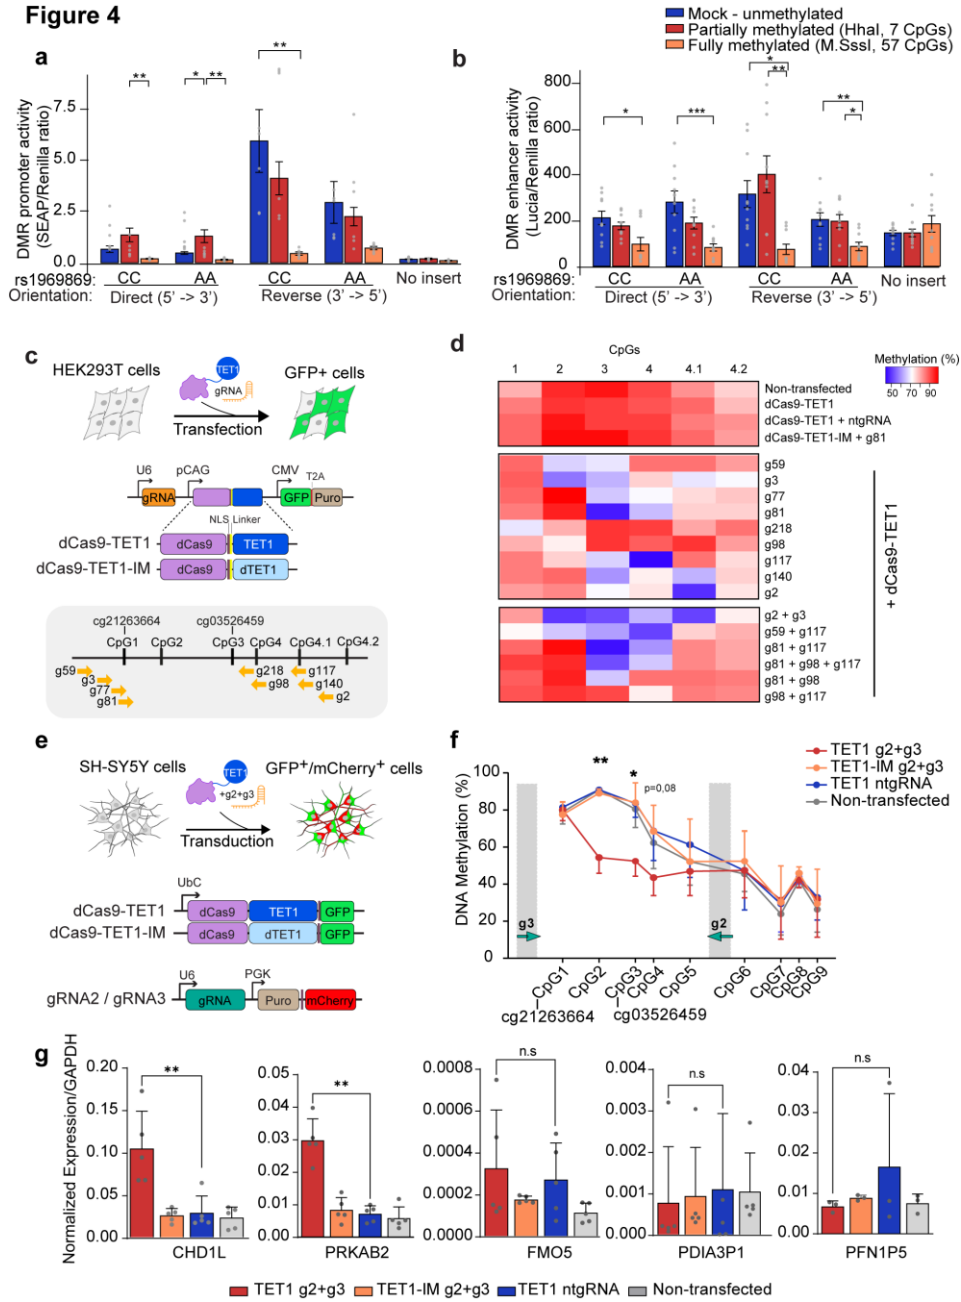 Figure 4
Mock - unmethylated
Partially methylated (HhaI, 7 CpGs)
Fully methylated (M.SssI, 57 CpGs)
a
DMR promoter activity
(SEAP/Renilla ratio)
7.5
5.0
2.5
0.0
** * ** **
rs1969869: CC AA CC AA No insert
Orientation: Direct (5' -> 3') Reverse (3' -> 5')
b
DMR enhancer activity
(Lucia/Renilla ratio)
800
600
400
200
0
* *** * ** ** *
rs1969869: CC AA CC AA No insert
Orientation: Direct (5' -> 3') Reverse (3' -> 5')
c
HEK293T cells
TET1
gRNA
GFP+ cells
Transfection
U6 pCAG CMV T2A
gRNA GFP Puro
NLS Linker
dCas9-TET1 dCas9 TET1
dCas9-TET1-IM dCas9 dTET1
cg21263664 cg03526459
CpG1 CpG2 CpG3 CpG4 CpG4.1 CpG4.2
g59 g218 g117
g3 g98 g140
g77 g2
g81
d
CpGs
1 2 3 4 4.1 4.2
Methylation (%)
50 70 90
Non-transfected
dCas9-TET1
dCas9-TET1 + ntgRNA
dCas9-TET1-IM + g81
g59
g3
g77
g81
g218
g98
g117
g140
g2
g2 + g3
g59 + g117
g81 + g117
g81 + g98 + g117
g81 + g98
g98 + g117
+ dCas9-TET1
e
SH-SY5Y cells
TET1
+g2+g3
GFP+/mCherry+ cells
Transduction
UbC
dCas9-TET1 dCas9 TET1 GFP
dCas9-TET1-IM dCas9 dTET1 GFP
U6 PGK
gRNA2 / gRNA3 gRNA Puro mCherry
f
TET1 g2+g3
TET1-IM g2+g3
TET1 ntgRNA
Non-transfected
DNA Methylation (%)
100
80
60
40
20
0
** * p=0,08
g3 g2
CpG1 CpG2 CpG3 CpG4 CpG5 CpG6 CpG7 CpG8 CpG9
cg21263664 cg03526459
g
Normalized Expression/GAPDH
0.20
0.15
0.10
0.05
0.00
**
CHD1L
0.05
0.04
0.03
0.02
0.01
0.00
**
PRKAB2
0.0008
0.0006
0.0004
0.0002
0.0000
n.s
FMO5
0.004
0.003
0.002
0.001
0.000
n.s
PDIA3P1
0.04
0.03
0.02
0.01
0.00
n.s
PFN1P5
TET1 g2+g3 TET1-IM g2+g3 TET1 ntgRNA Non-transfected